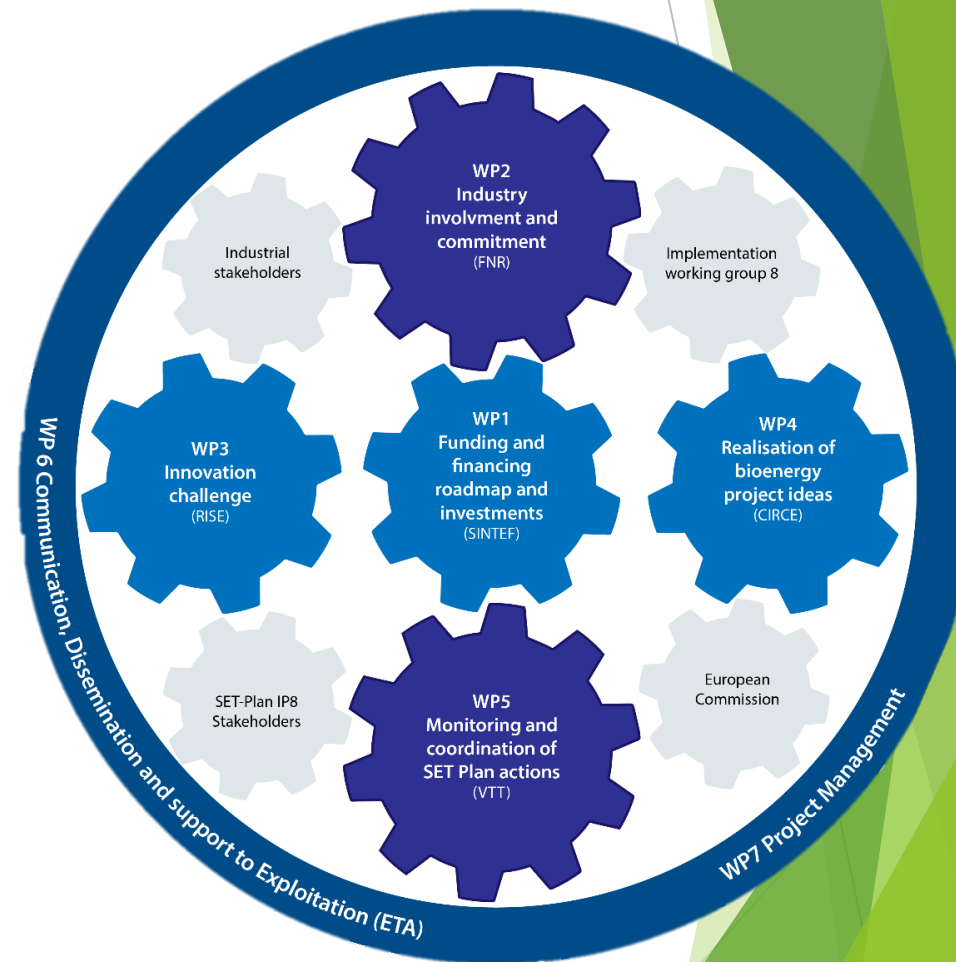 WP2
Industry
involvment and
commitment
(FNR)
Industrial
stakeholders
Implementation
working group 8
WP3
Innovation
challenge
(RISE)
WP1
Funding and
financing
roadmap and
investments
(SINTEF)
WP4
Realisation of
bioenergy
project ideas
(CIRCE)
SET-Plan IP8
Stakeholders
WP5
Monitoring and
coordination of
SET Plan actions
(VTT)
European
Commission
WP 6 Communication, Dissemination and support to Exploitation (ETA)
WP7 Project Management